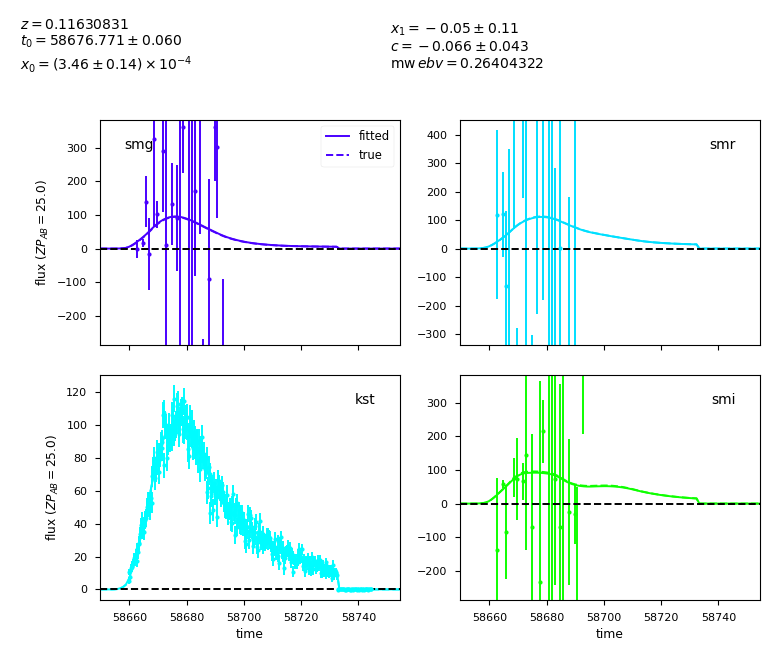 z = 0.11630831
t₀ = 58676.771 ± 0.060
x₀ = (3.46 ± 0.14) × 10⁻⁴
x₁ = −0.05 ± 0.11
c = −0.066 ± 0.043
mw ebv = 0.26404322
smg
fitted
true
300
200
100
0
−100
−200
flux (ZP_AB = 25.0)
smr
400
300
200
100
0
−100
−200
−300
kst
120
100
80
60
40
20
0
flux (ZP_AB = 25.0)
58660 58680 58700 58720 58740
time
smi
300
200
100
0
−100
−200
58660 58680 58700 58720 58740
time